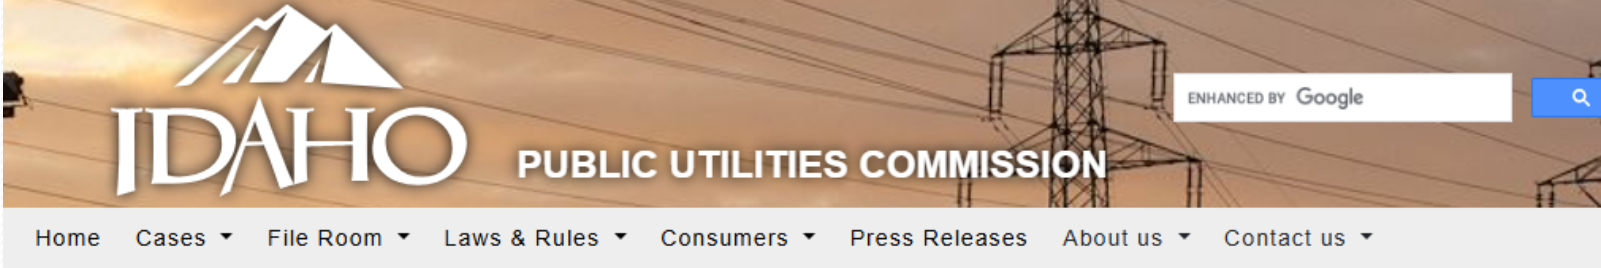 IDAHO
PUBLIC UTILITIES COMMISSION
ENHANCED BY Google
Home Cases File Room Laws & Rules Consumers Press Releases About us Contact us